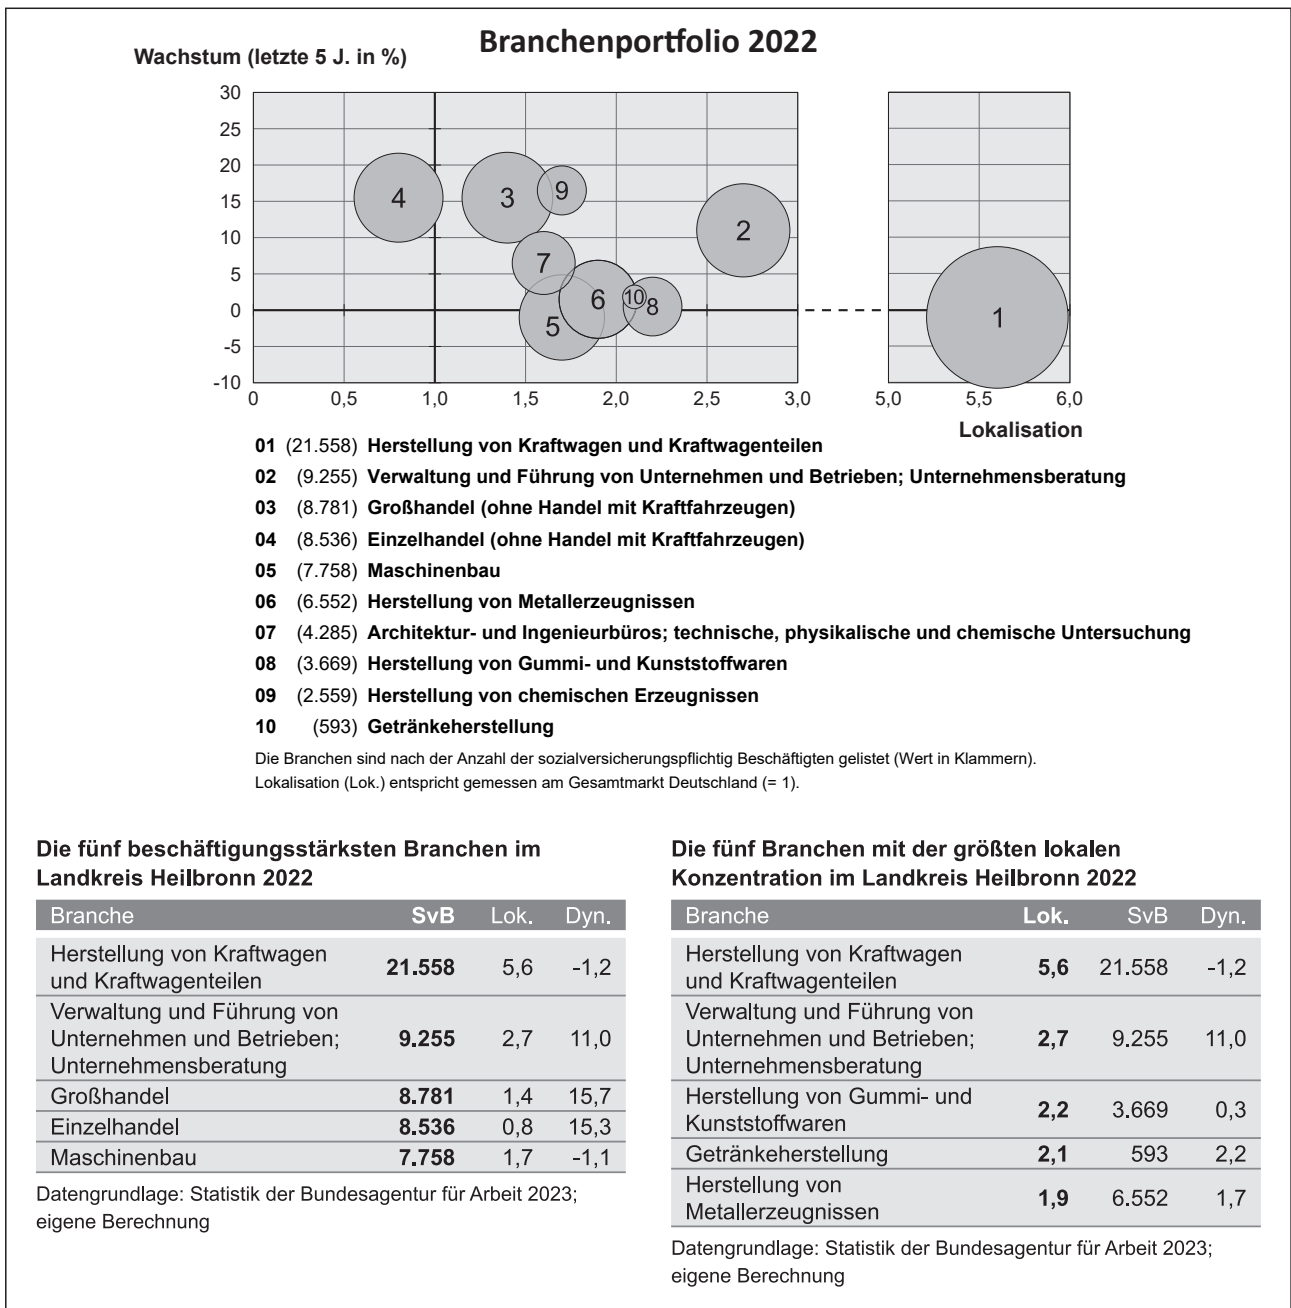 Branchenportfolio 2022
Wachstum (letzte 5 J. in %)
30
25
20
15
10
5
0
-5
-10
4
3
9
2
7
6
10
8
5
1
0
0,5
1,0
1,5
2,0
2,5
3,0
5,0
5,5
6,0
Lokalisation
01 (21.558) Herstellung von Kraftwagen und Kraftwagenteilen
02 (9.255) Verwaltung und Führung von Unternehmen und Betrieben; Unternehmensberatung
03 (8.781) Großhandel (ohne Handel mit Kraftfahrzeugen)
04 (8.536) Einzelhandel (ohne Handel mit Kraftfahrzeugen)
05 (7.758) Maschinenbau
06 (6.552) Herstellung von Metallerzeugnissen
07 (4.285) Architektur- und Ingenieurbüros; technische, physikalische und chemische Untersuchung
08 (3.669) Herstellung von Gummi- und Kunststoffwaren
09 (2.559) Herstellung von chemischen Erzeugnissen
10 (593) Getränkeherstellung
Die Branchen sind nach der Anzahl der sozialversicherungspflichtig Beschäftigten gelistet (Wert in Klammern).
Lokalisation (Lok.) entspricht gemessen am Gesamtmarkt Deutschland (= 1).
Die fünf beschäftigungsstärksten Branchen im
Landkreis Heilbronn 2022
Branche SvB Lok. Dyn.
Herstellung von Kraftwagen
und Kraftwagenteilen 21.558 5,6 -1,2
Verwaltung und Führung von
Unternehmen und Betrieben; 9.255 2,7 11,0
Unternehmensberatung
Großhandel 8.781 1,4 15,7
Einzelhandel 8.536 0,8 15,3
Maschinenbau 7.758 1,7 -1,1
Datengrundlage: Statistik der Bundesagentur für Arbeit 2023;
eigene Berechnung
Die fünf Branchen mit der größten lokalen
Konzentration im Landkreis Heilbronn 2022
Branche Lok. SvB Dyn.
Herstellung von Kraftwagen
und Kraftwagenteilen 5,6 21.558 -1,2
Verwaltung und Führung von
Unternehmen und Betrieben; 2,7 9.255 11,0
Unternehmensberatung
Herstellung von Gummi- und
Kunststoffwaren 2,2 3.669 0,3
Getränkeherstellung 2,1 593 2,2
Herstellung von
Metallerzeugnissen 1,9 6.552 1,7
Datengrundlage: Statistik der Bundesagentur für Arbeit 2023;
eigene Berechnung